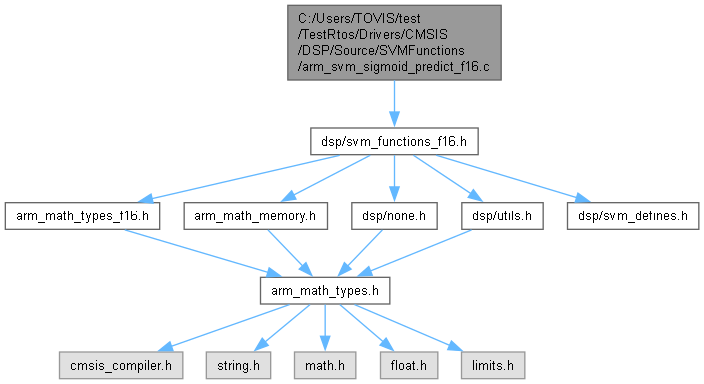 C:/Users/TOVIS/test
/TestRtos/Drivers/CMSIS
/DSP/Source/SVMFunctions
/arm_svm_sigmoid_predict_f16.c
dsp/svm_functions_f16.h
arm_math_types_f16.h
arm_math_memory.h
dsp/none.h
dsp/utils.h
dsp/svm_defines.h
arm_math_types.h
cmsis_compiler.h
string.h
math.h
float.h
limits.h